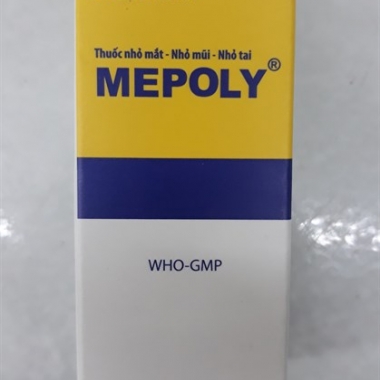 Thuốc nhỏ mắt - Nhỏ mũi - Nhỏ tai
MEPOLY®
WHO-GMP